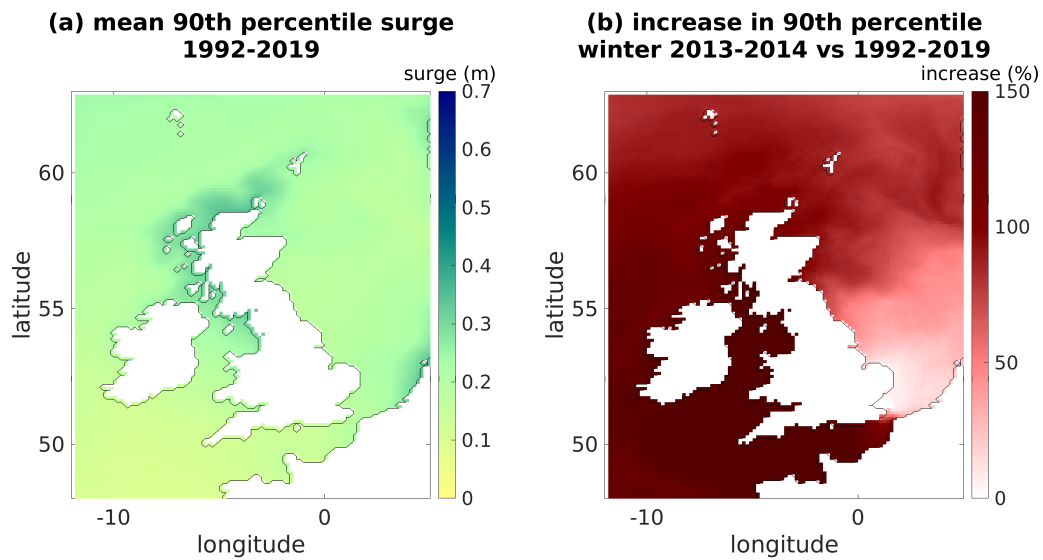 (a) mean 90th percentile surge
1992-2019
surge (m)
0.7
0.6
0.5
0.4
0.3
0.2
0.1
0
60
55
50
latitude
-10
0
longitude
(b) increase in 90th percentile
winter 2013-2014 vs 1992-2019
increase (%)
150
100
50
0
60
55
50
latitude
-10
0
longitude